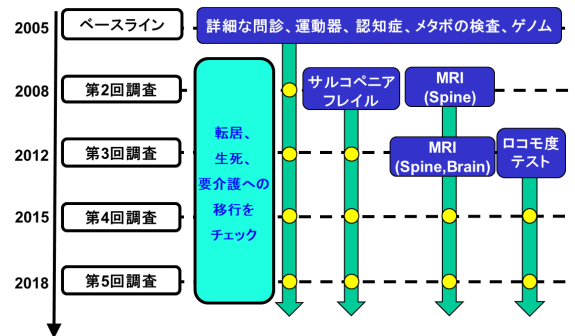 2005
ベースライン
詳細な問診、運動器、認知症、メタボの検査、ゲノム
2008
第2回調査
サルコペニア
フレイル
MRI
(Spine)
転居、
生死、
要介護への
移行を
チェック
2012
第3回調査
MRI
(Spine,Brain)
ロコモ度
テスト
2015
第4回調査
2018
第5回調査